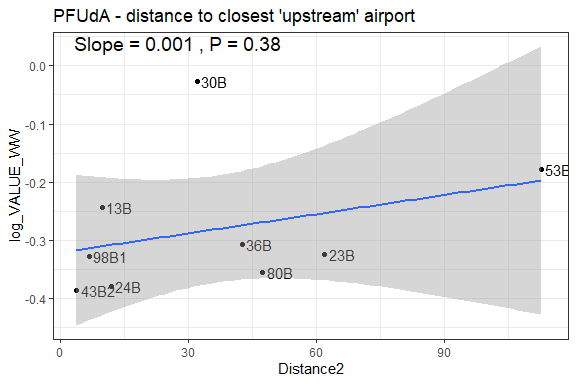 PFUdA - distance to closest 'upstream' airport
Slope = 0.001 , P = 0.38
0.0
-0.1
-0.2
-0.3
-0.4
log_VALUE_WW
30B
53B
13B
36B
23B
98B1
80B
24B
43B2
0
30
60
90
Distance2